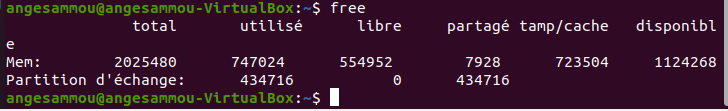 angesammou@angesammou-VirtualBox:~$ free
total utilisé libre partagé tamp/cache disponibl
e
Mem: 2025480 747024 554952 7928 723504 1124268
Partition d'échange: 434716 0 434716
angesammou@angesammou-VirtualBox:~$